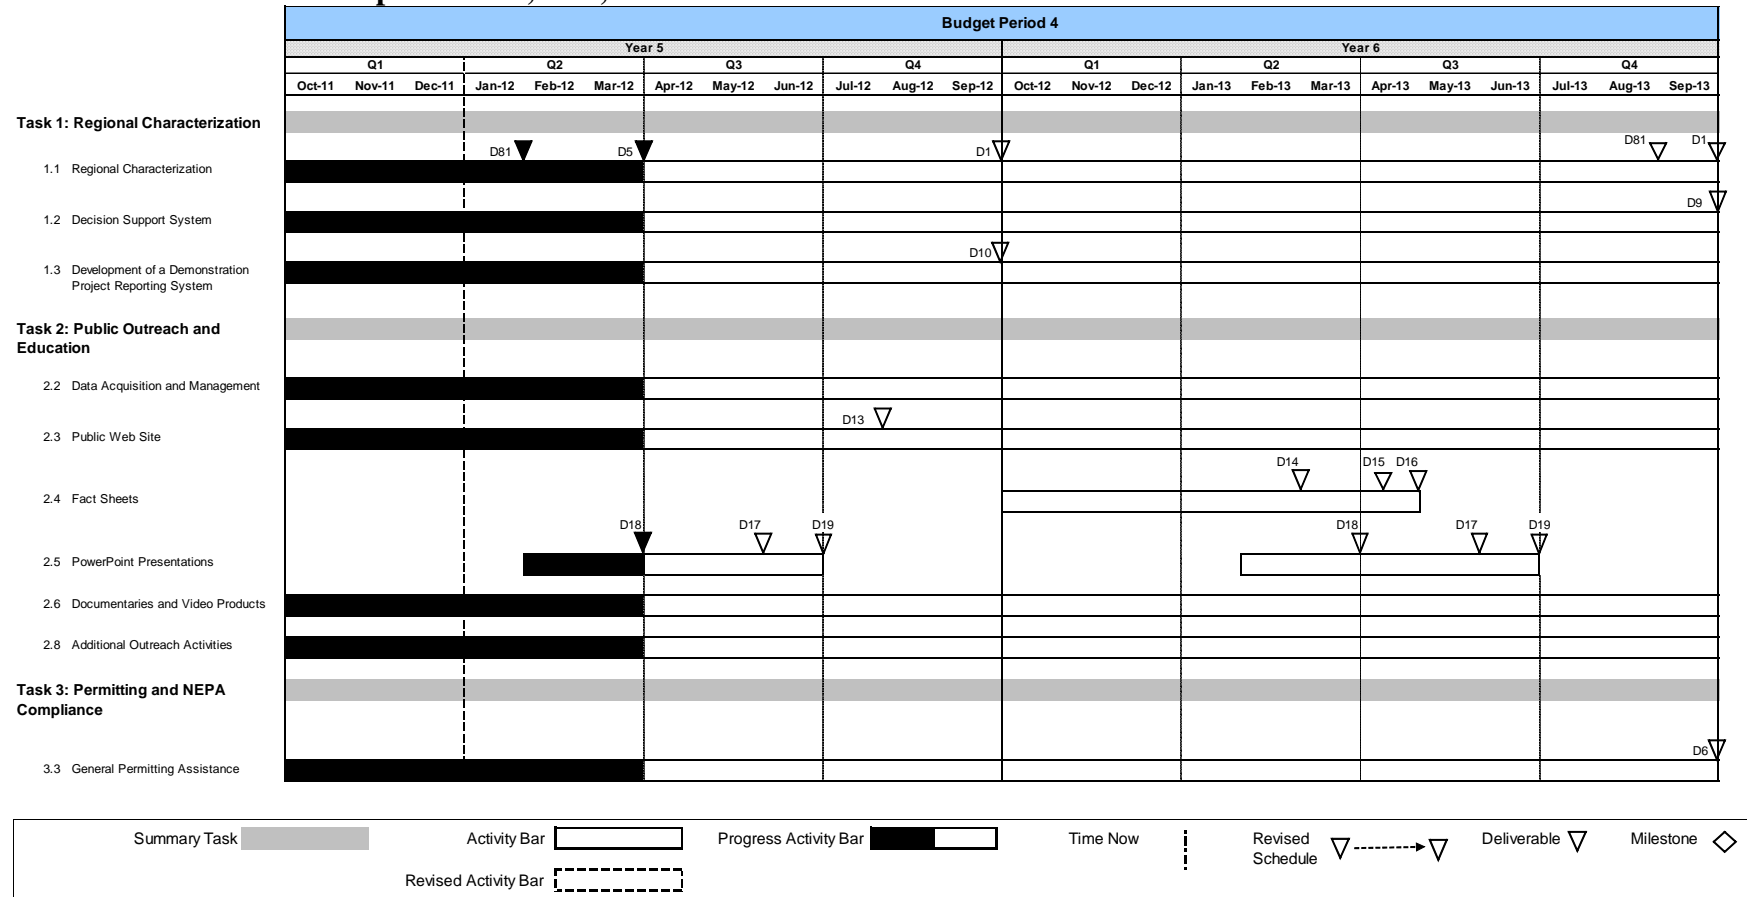 Budget Period 4
Year 5 Year 6
Q1 Q2 Q3 Q4 Q1 Q2 Q3 Q4
Oct-11 Nov-11 Dec-11 Jan-12 Feb-12 Mar-12 Apr-12 May-12 Jun-12 Jul-12 Aug-12 Sep-12 Oct-12 Nov-12 Dec-12 Jan-13 Feb-13 Mar-13 Apr-13 May-13 Jun-13 Jul-13 Aug-13 Sep-13
Task 1: Regional Characterization
D81 D5 D1 D81 D1
1.1 Regional Characterization
D9
1.2 Decision Support System
D10
1.3 Development of a Demonstration
Project Reporting System
Task 2: Public Outreach and
Education
2.2 Data Acquisition and Management
D13
2.3 Public Web Site
D14 D15 D16
2.4 Fact Sheets
D18 D17 D19 D18 D17 D19
2.5 PowerPoint Presentations
2.6 Documentaries and Video Products
2.8 Additional Outreach Activities
Task 3: Permitting and NEPA
Compliance
D6
3.3 General Permitting Assistance
Summary Task Activity Bar Progress Activity Bar Time Now Revised Deliverable Milestone
Schedule
Revised Activity Bar